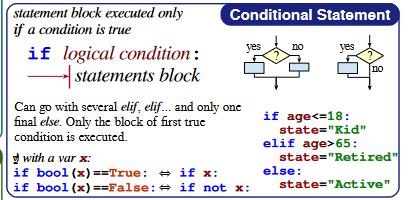 Conditional Statement
statement block executed only
if a condition is true
if logical condition:
statements block
yes
?
no
yes
?
no
Can go with several elif, elif... and only one
final else. Only the block of first true
condition is executed.
with a var x:
if bool(x)==True: ⇔ if x:
if bool(x)==False: ⇔ if not x:
if age<=18:
state="Kid"
elif age>65:
state="Retired"
else:
state="Active"